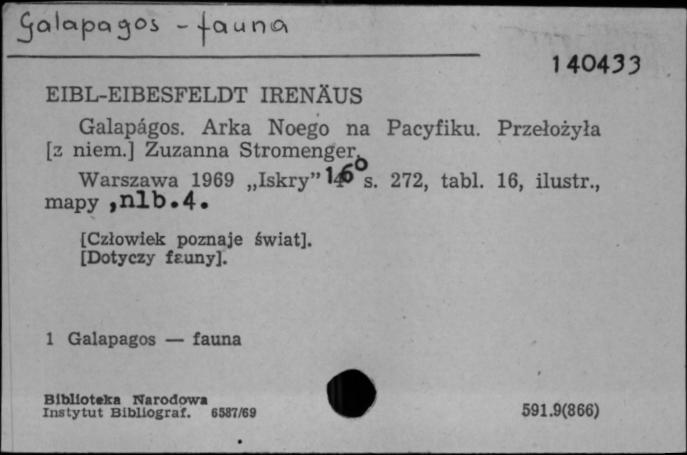 Galapagos - fauna
140433
EIBL-EIBESFELDT IRENÄUS
Galapágos. Arka Noego na Pacyfiku. Przełożyła
[z niem.] Zuzanna Stromenger.
Warszawa 1969 „Iskry” 16° s. 272, tabl. 16, ilustr.,
mapy ,nlb.4.
[Człowiek poznaje świat].
[Dotyczy fauny].
1 Galapagos — fauna
Biblioteka Narodowa
Instytut Bibliograf. 6587/69
591.9(866)